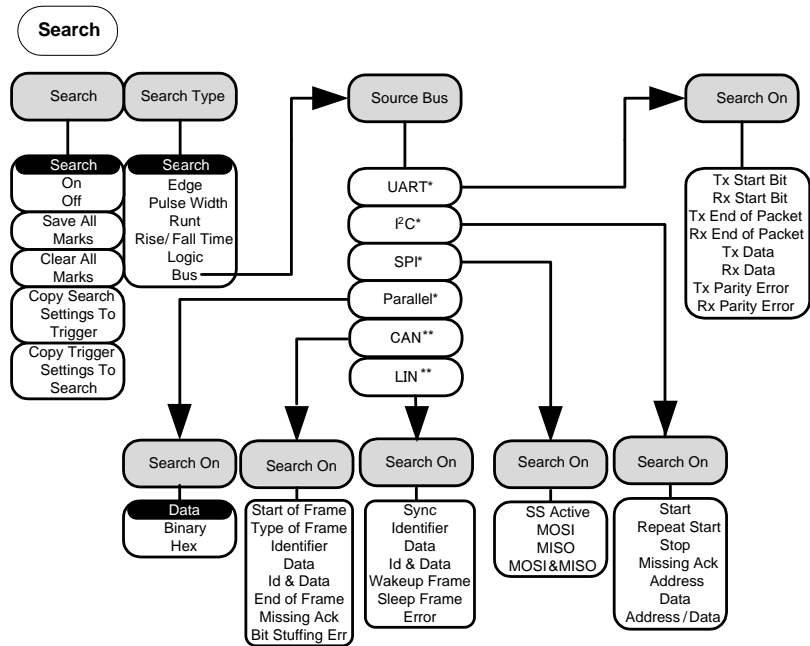 Search
Search
Search
On
Off
Save All
Marks
Clear All
Marks
Copy Search
Settings To
Trigger
Copy Trigger
Settings To
Search
Search Type
Search
Edge
Pulse Width
Runt
Rise/ Fall Time
Logic
Bus
Source Bus
UART*
I²C*
SPI*
Parallel*
CAN**
LIN**
Search On
Tx Start Bit
Rx Start Bit
Tx End of Packet
Rx End of Packet
Tx Data
Rx Data
Tx Parity Error
Rx Parity Error
Search On
Data
Binary
Hex
Search On
Start of Frame
Type of Frame
Identifier
Data
Id & Data
End of Frame
Missing Ack
Bit Stuffing Err
Search On
Sync
Identifier
Data
Id & Data
Wakeup Frame
Sleep Frame
Error
Search On
SS Active
MOSI
MISO
MOSI&MISO
Search On
Start
Repeat Start
Stop
Missing Ack
Address
Data
Address/Data